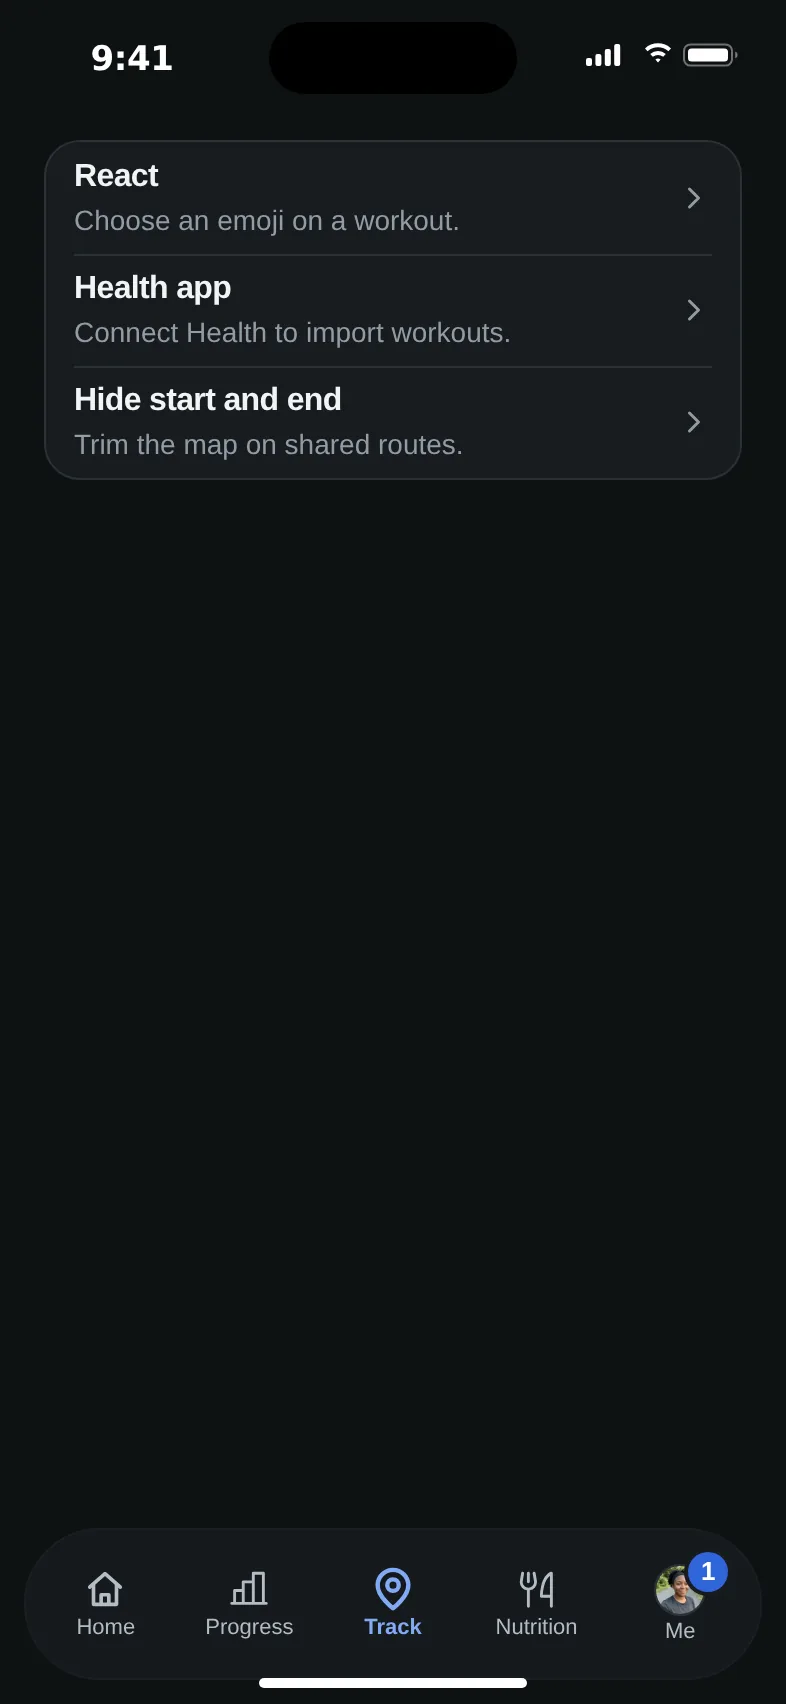 9:41
React
Choose an emoji on a workout.
Health app
Connect Health to import workouts.
Hide start and end
Trim the map on shared routes.
Home
Progress
Track
Nutrition
1
Me